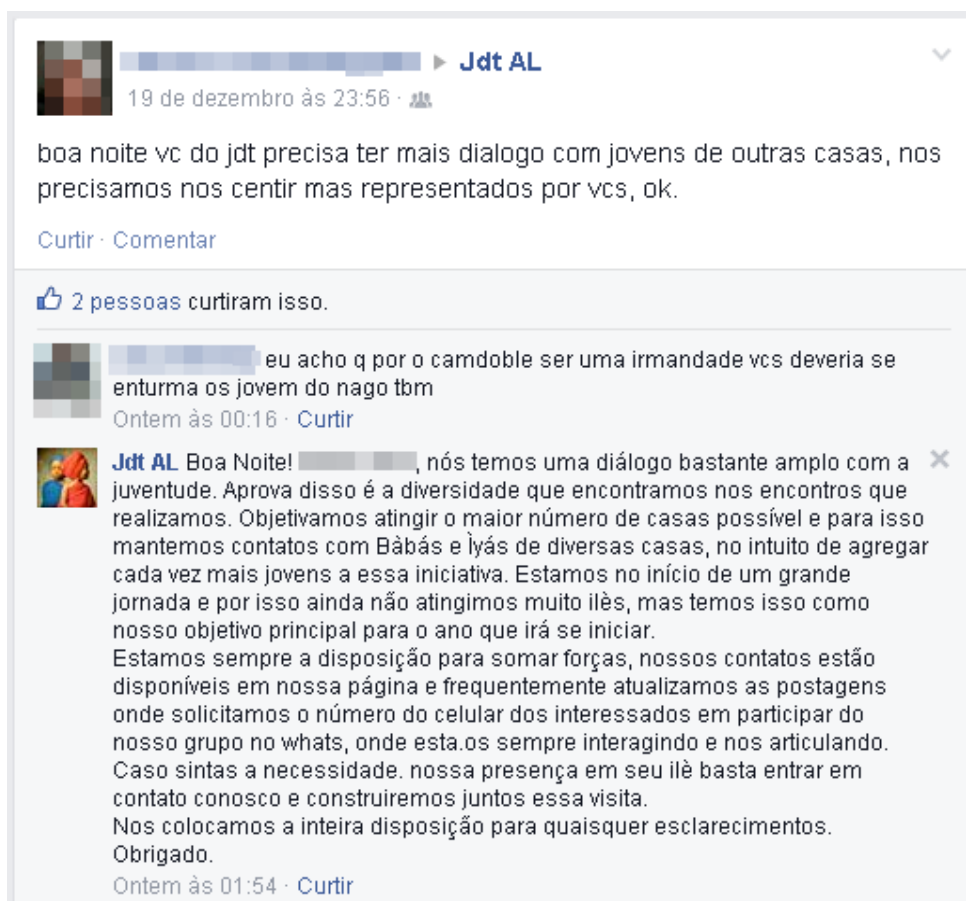 ▸ Jdt AL
19 de dezembro às 23:56 ·
boa noite vc do jdt precisa ter mais dialogo com jovens de outras casas, nos
precisamos nos centir mas representados por vcs, ok.
Curtir · Comentar
2 pessoas curtiram isso.
eu acho q por o camdoble ser uma irmandade vcs deveria se
enturma os jovem do nago tbm
Ontem às 00:16 · Curtir
Jdt AL Boa Noite! , nós temos uma diálogo bastante amplo com a
juventude. Aprova disso é a diversidade que encontramos nos encontros que
realizamos. Objetivamos atingir o maior número de casas possível e para isso
mantemos contatos com Bàbás e Ìyás de diversas casas, no intuito de agregar
cada vez mais jovens a essa iniciativa. Estamos no início de um grande
jornada e por isso ainda não atingimos muito ilès, mas temos isso como
nosso objetivo principal para o ano que irá se iniciar.
Estamos sempre a disposição para somar forças, nossos contatos estão
disponíveis em nossa página e frequentemente atualizamos as postagens
onde solicitamos o número do celular dos interessados em participar do
nosso grupo no whats, onde esta.os sempre interagindo e nos articulando.
Caso sintas a necessidade. nossa presença em seu ilè basta entrar em
contato conosco e construiremos juntos essa visita.
Nos colocamos a inteira disposição para quaisquer esclarecimentos.
Obrigado.
Ontem às 01:54 · Curtir